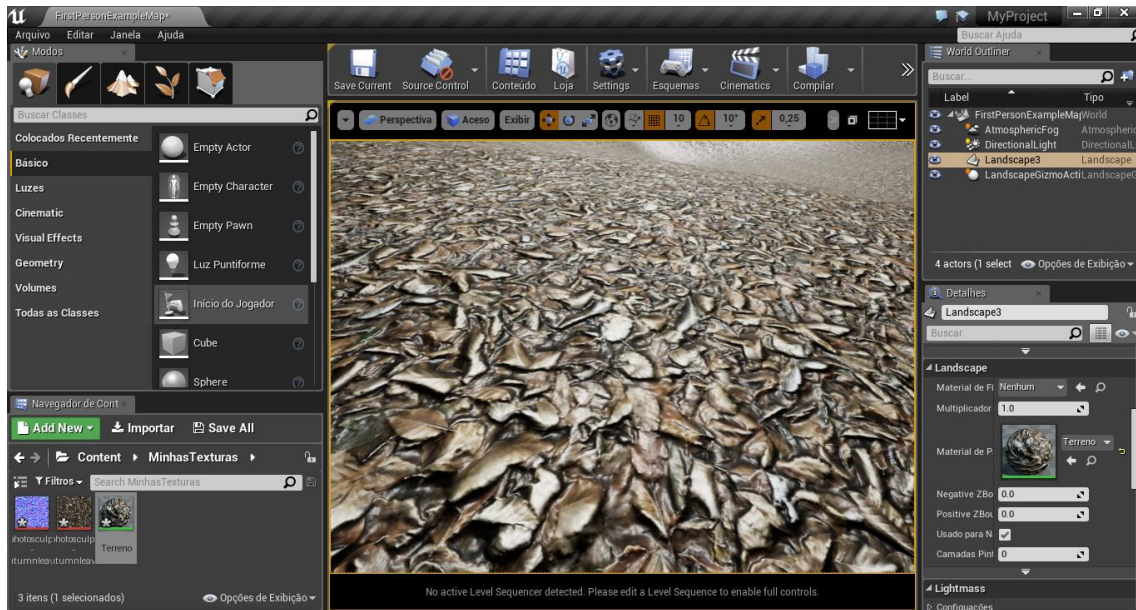 FirstPersonExampleMap*
MyProject
Arquivo Editar Janela Ajuda
Buscar Ajuda
Modos
Buscar Classes
Colocados Recentemente
Básico
Luzes
Cinematic
Visual Effects
Geometry
Volumes
Todas as Classes
Empty Actor
Empty Character
Empty Pawn
Luz Puntiforme
Início do Jogador
Cube
Sphere
Save Current Source Control Conteúdo Loja Settings Esquemas Cinematics Compilar
Perspectiva Aceso Exibir 10 10° 0,25
No active Level Sequencer detected. Please edit a Level Sequence to enable full controls.
Navegador de Cont
Add New Importar Save All
Content MinhasTexturas
Filtros Search MinhasTexturas
photosculp photosculp
Terreno
3 itens (1 selecionados) Opções de Exibição
World Outliner
Buscar...
Label Tipo
FirstPersonExampleMap World
AtmosphericFog Atmospheric
DirectionalLight DirectionalL
Landscape3 Landscape
LandscapeGizmoActi LandscapeG
4 actors (1 select Opções de Exibição
Detalhes
Landscape3
Buscar
Landscape
Material de Fí Nenhum
Multiplicador 1.0
Material de P Terreno
Negative ZBo 0.0
Positive ZBou 0.0
Usado para N
Camadas Pint 0
Lightmass
Configurações